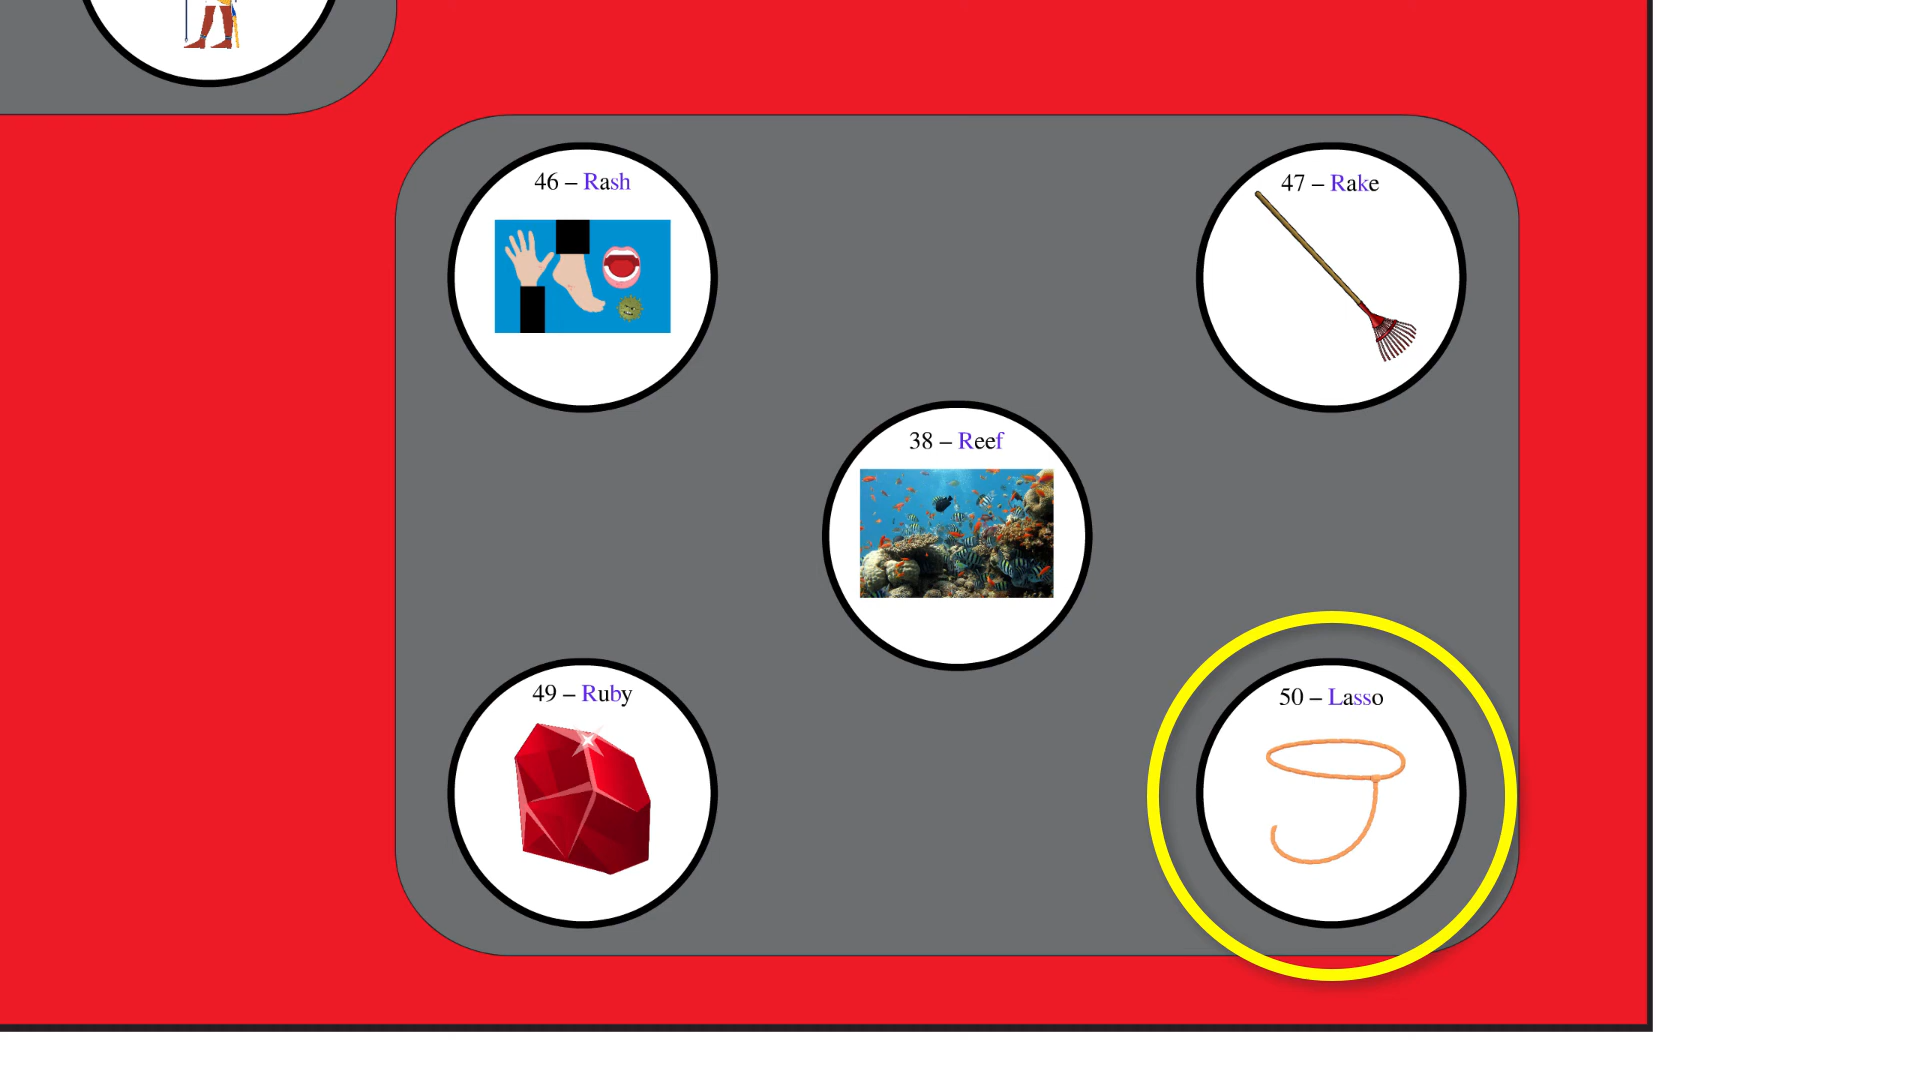 46 – Rash
47 – Rake
38 – Reef
49 – Ruby
50 – Lasso